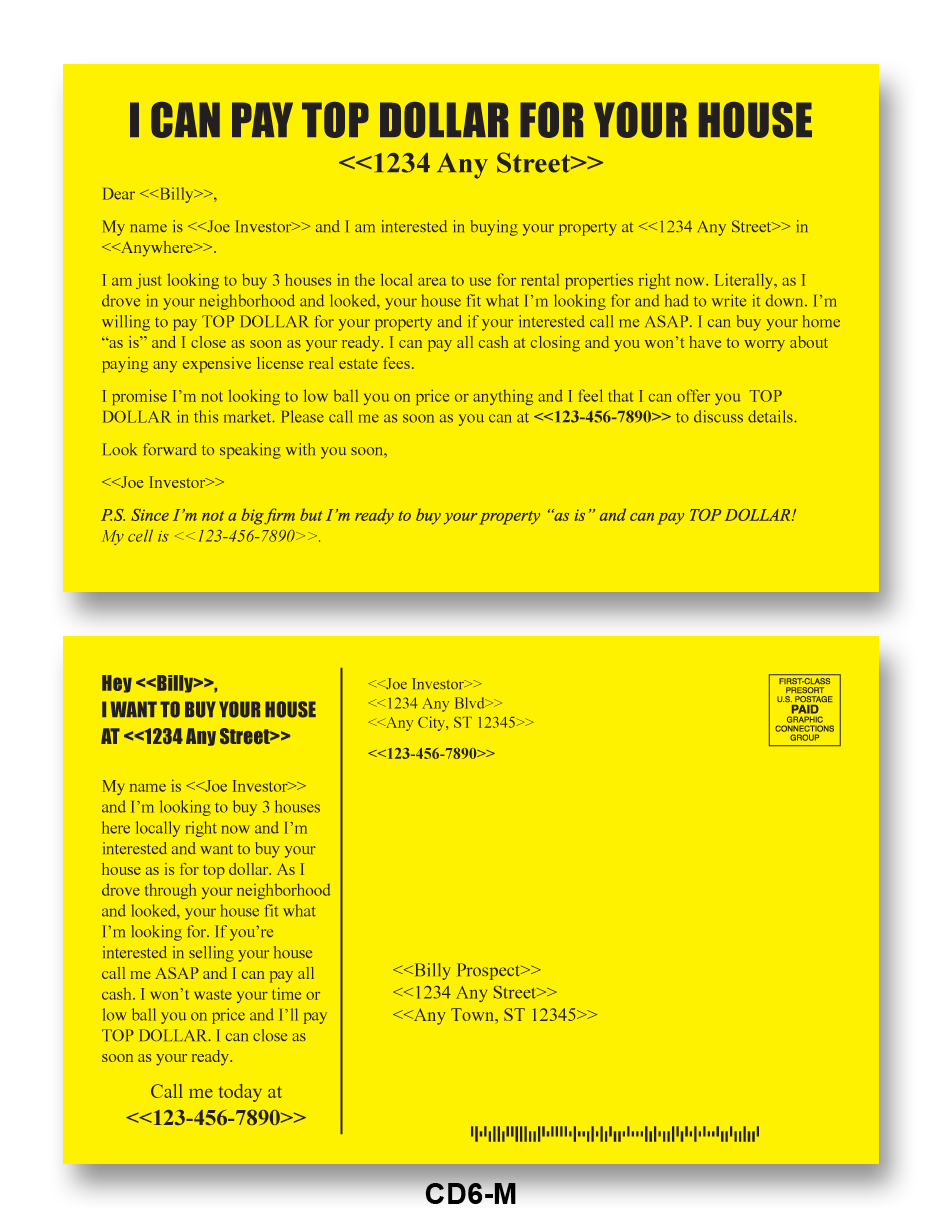 I CAN PAY TOP DOLLAR FOR YOUR HOUSE
<<1234 Any Street>>
Dear <<Billy>>,
My name is <<Joe Investor>> and I am interested in buying your property at <<1234 Any Street>> in
<<Anywhere>>.
I am just looking to buy 3 houses in the local area to use for rental properties right now. Literally, as I
drove in your neighborhood and looked, your house fit what I’m looking for and had to write it down. I’m
willing to pay TOP DOLLAR for your property and if your interested call me ASAP. I can buy your home
“as is” and I close as soon as your ready. I can pay all cash at closing and you won’t have to worry about
paying any expensive license real estate fees.
I promise I’m not looking to low ball you on price or anything and I feel that I can offer you  TOP
DOLLAR in this market. Please call me as soon as you can at <<123-456-7890>> to discuss details.
Look forward to speaking with you soon,
<<Joe Investor>>
P.S. Since I’m not a big firm but I’m ready to buy your property “as is” and can pay TOP DOLLAR!
My cell is <<123-456-7890>>.
Hey <<Billy>>,
I WANT TO BUY YOUR HOUSE
AT <<1234 Any Street>>
My name is <<Joe Investor>>
and I’m looking to buy 3 houses
here locally right now and I’m
interested and want to buy your
house as is for top dollar. As I
drove through your neighborhood
and looked, your house fit what
I’m looking for. If you’re
interested in selling your house
call me ASAP and I can pay all
cash. I won’t waste your time or
low ball you on price and I’ll pay
TOP DOLLAR. I can close as
soon as your ready.
Call me today at
<<123-456-7890>>
<<Joe Investor>>
<<1234 Any Blvd>>
<<Any City, ST 12345>>
<<123-456-7890>>
FIRST-CLASS
PRESORT
U.S. POSTAGE
PAID
GRAPHIC
CONNECTIONS
GROUP
<<Billy Prospect>>
<<1234 Any Street>>
<<Any Town, ST 12345>>
CD6-M